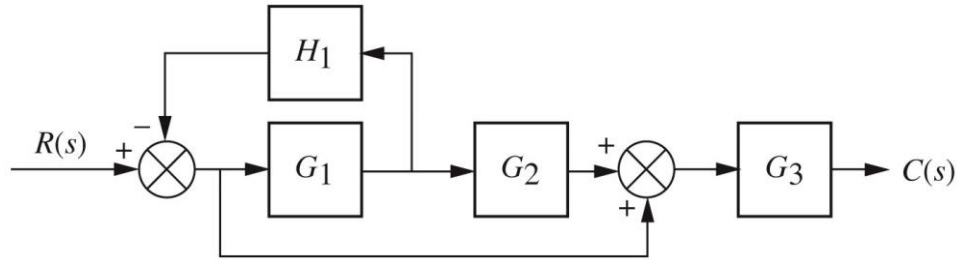 H1
−
R(s) + G1 G2 + G3 C(s)
+